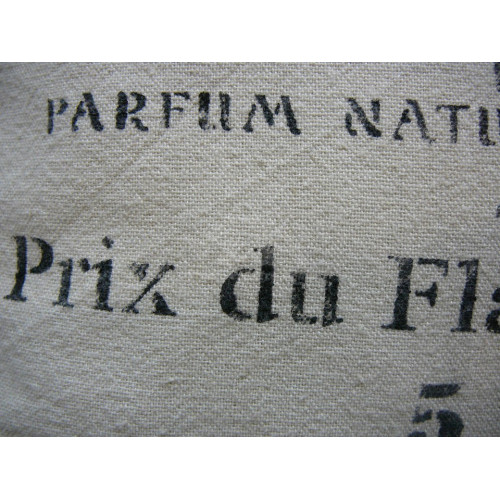 PARFUM NATU
Prix du Fla
5